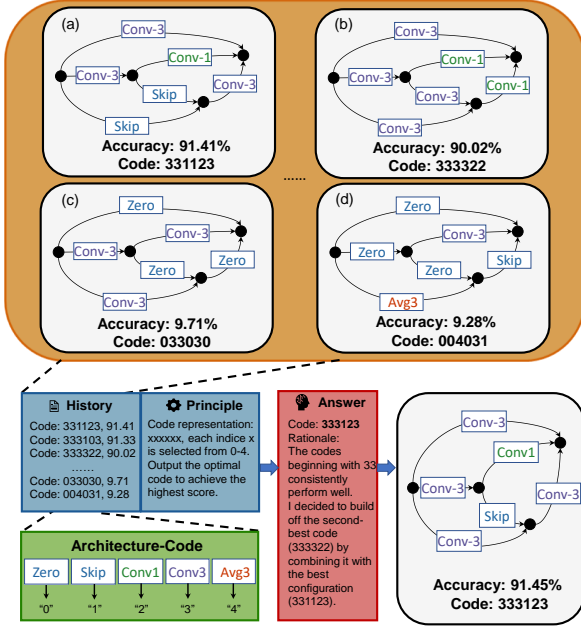 (a)
Conv-3
Conv-1
Conv-3
Conv-3
Skip
Skip
Accuracy: 91.41%
Code: 331123
(b)
Conv-3
Conv-1
Conv-3
Conv-3
Conv-1
Conv-3
Accuracy: 90.02%
Code: 333322
......
(c)
Zero
Conv-3
Conv-3
Zero
Zero
Conv-3
Accuracy: 9.71%
Code: 033030
(d)
Zero
Conv-3
Zero
Skip
Zero
Avg3
Accuracy: 9.28%
Code: 004031
History
Code: 331123, 91.41
Code: 333103, 91.33
Code: 333322, 90.02
......
Code: 033030, 9.71
Code: 004031, 9.28
Principle
Code representation:
xxxxxx, each indice x
is selected from 0-4.
Output the optimal
code to achieve the
highest score.
Answer
Code: 333123
Rationale:
The codes
beginning with 33
consistently
perform well.
I decided to build
off the second-
best code
(333322) by
combining it with
the best
configuration
(331123).
Conv-3
Conv1
Conv-3
Conv-3
Skip
Conv-3
Accuracy: 91.45%
Code: 333123
Architecture-Code
Zero Skip Conv1 Conv3 Avg3
“0” “1” “2” “3” “4”